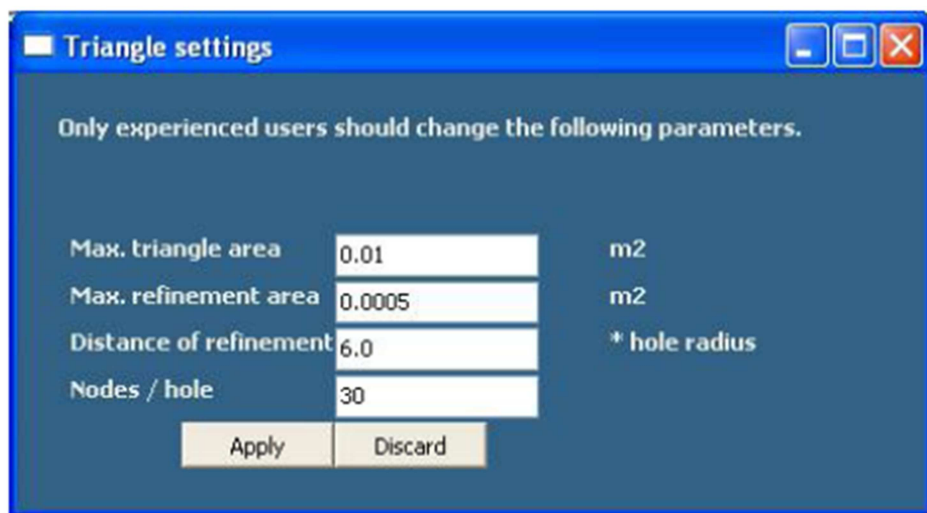 Triangle settings
Only experienced users should change the following parameters.
Max. triangle area 0.01 m2
Max. refinement area 0.0005 m2
Distance of refinement 6.0 * hole radius
Nodes / hole 30
Apply Discard